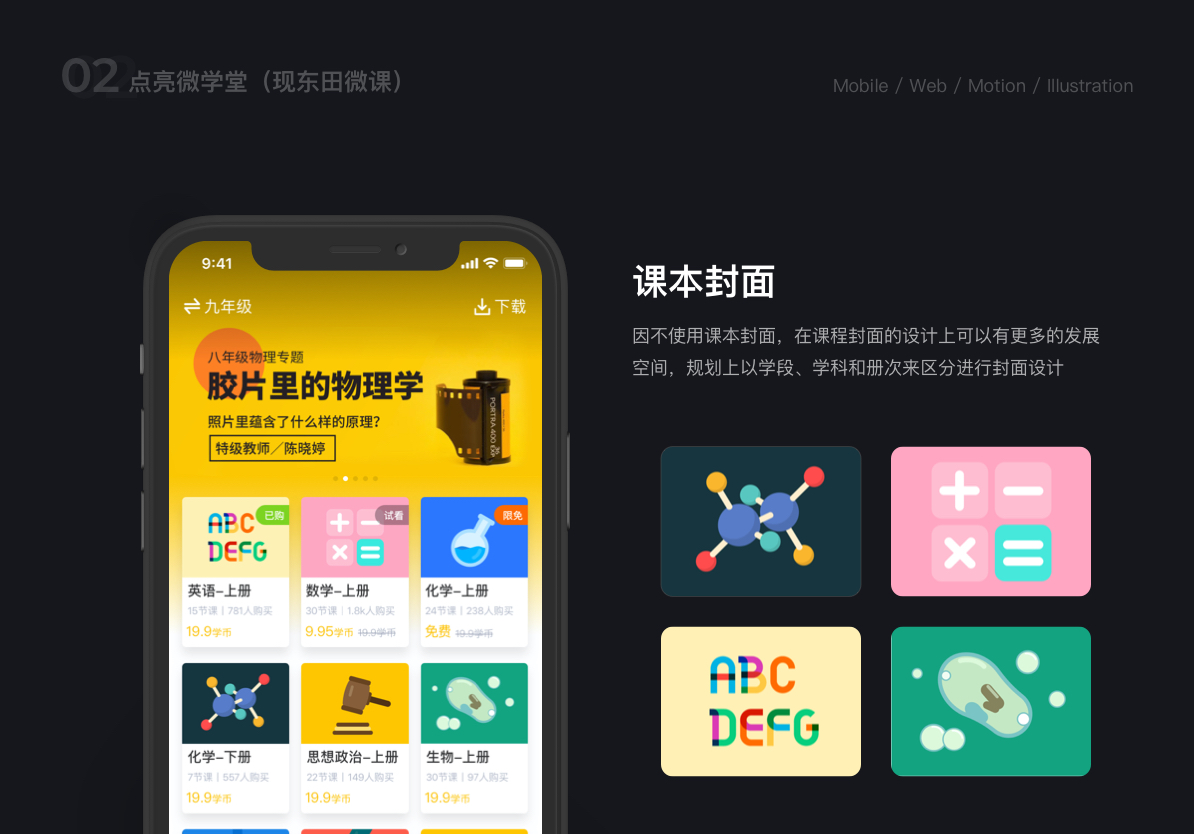 02 点亮微学堂（现东田微课）
Mobile / Web / Motion / Illustration
9:41
九年级
下载
八年级物理专题
胶片里的物理学
照片里蕴含了什么样的原理?
特级教师／陈晓婷
PORTRA 400
36 EXP
ABC
DEFG
已购
试看
限免
英语-上册
数学-上册
化学-上册
15节课 | 781人购买
30节课 | 1.8k人购买
24节课 | 238人购买
19.9学币
9.95学币 19.9学币
免费 19.9学币
化学-下册
思想政治-上册
生物-上册
7节课 | 557人购买
22节课 | 149人购买
30节课 | 97人购买
19.9学币
19.9学币
19.9学币
课本封面
因不使用课本封面，在课程封面的设计上可以有更多的发展
空间，规划上以学段、学科和册次来区分进行封面设计
ABC
DEFG